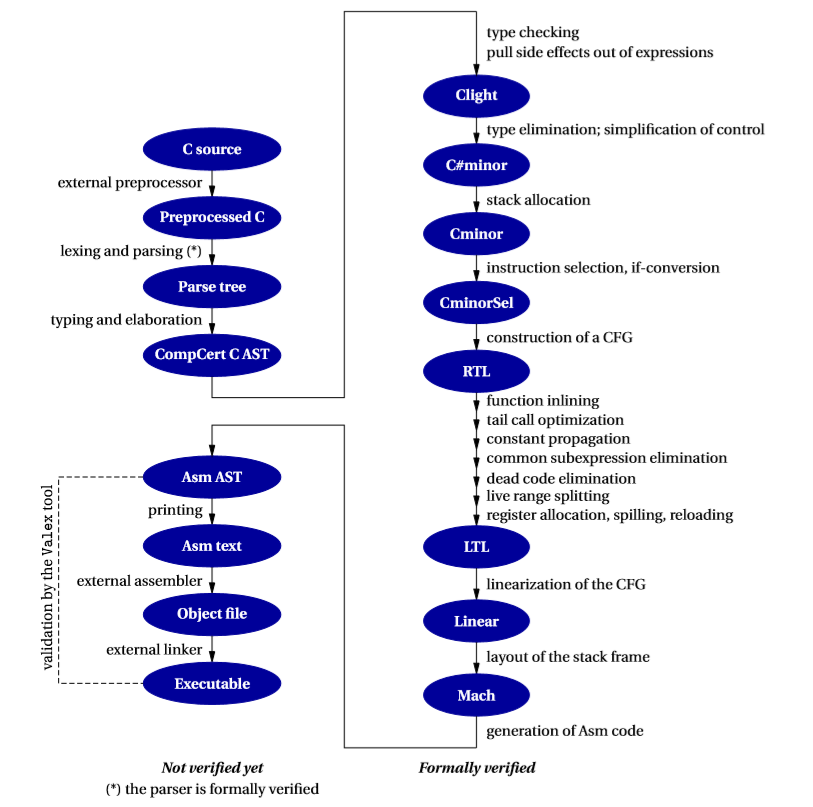 C source
external preprocessor
Preprocessed C
lexing and parsing (*)
Parse tree
typing and elaboration
CompCert C AST
type checking
pull side effects out of expressions
Clight
type elimination; simplification of control
C#minor
stack allocation
Cminor
instruction selection, if-conversion
CminorSel
construction of a CFG
RTL
function inlining
tail call optimization
constant propagation
common subexpression elimination
dead code elimination
live range splitting
register allocation, spilling, reloading
LTL
linearization of the CFG
Linear
layout of the stack frame
Mach
generation of Asm code
Asm AST
printing
Asm text
external assembler
Object file
external linker
Executable
validation by the Valex tool
Not verified yet
(*) the parser is formally verified
Formally verified